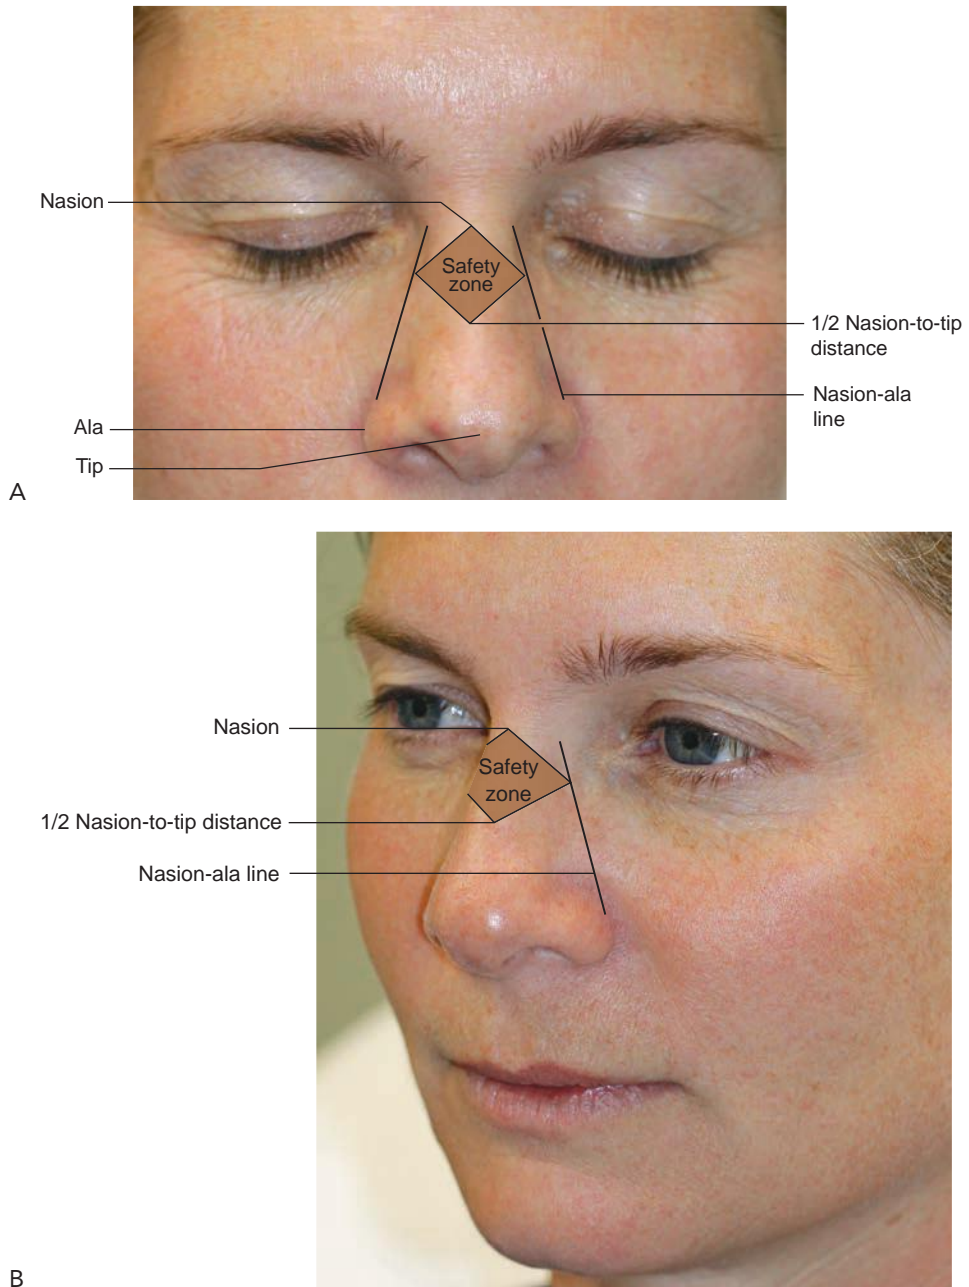 Nasion
Safety
zone
1/2 Nasion-to-tip
distance
Nasion-ala
line
Ala
Tip
A
Nasion
Safety
zone
1/2 Nasion-to-tip distance
Nasion-ala line
B